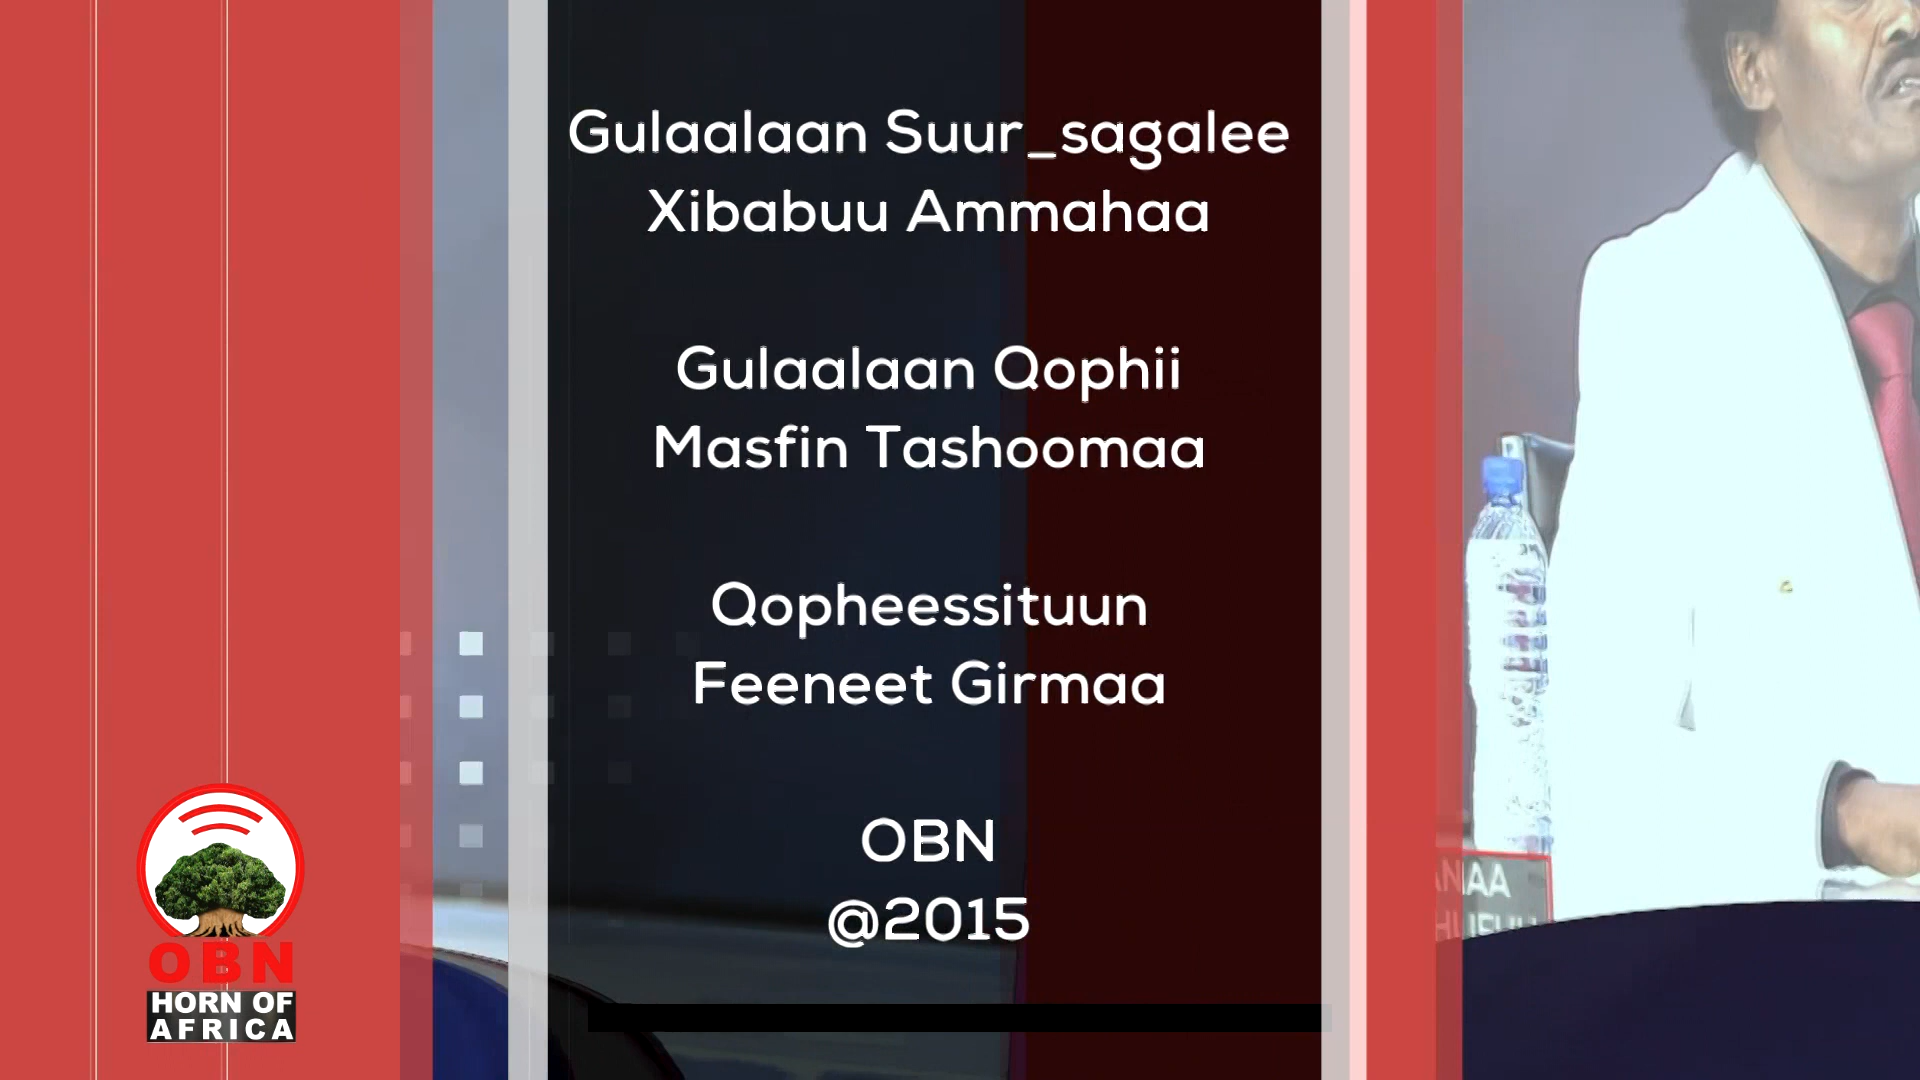 Gulaalaan Suur_sagalee
Xibabuu Ammahaa
Gulaalaan Qophii
Masfin Tashoomaa
Qopheessituun
Feeneet Girmaa
OBN
@2015
OBN
HORN OF
AFRICA